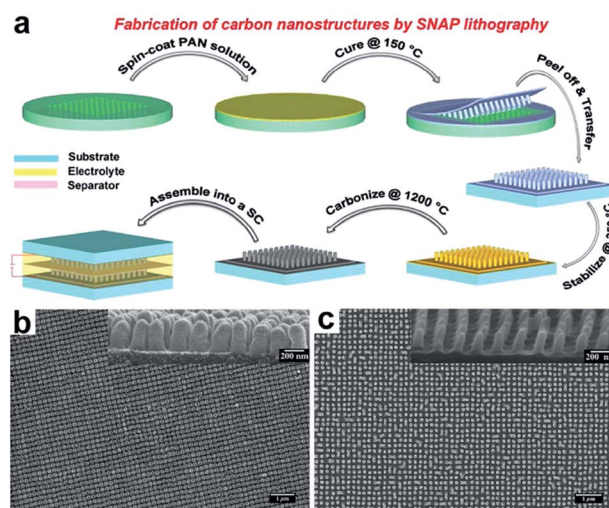 a
Fabrication of carbon nanostructures by SNAP lithography
Spin-coat PAN solution
Cure @ 150 °C
Peel off & Transfer
Substrate
Electrolyte
Separator
Assemble into a SC
Carbonize @ 1200 °C
Stabilize @
b
200 nm
1 μm
c
200 nm
1 μm